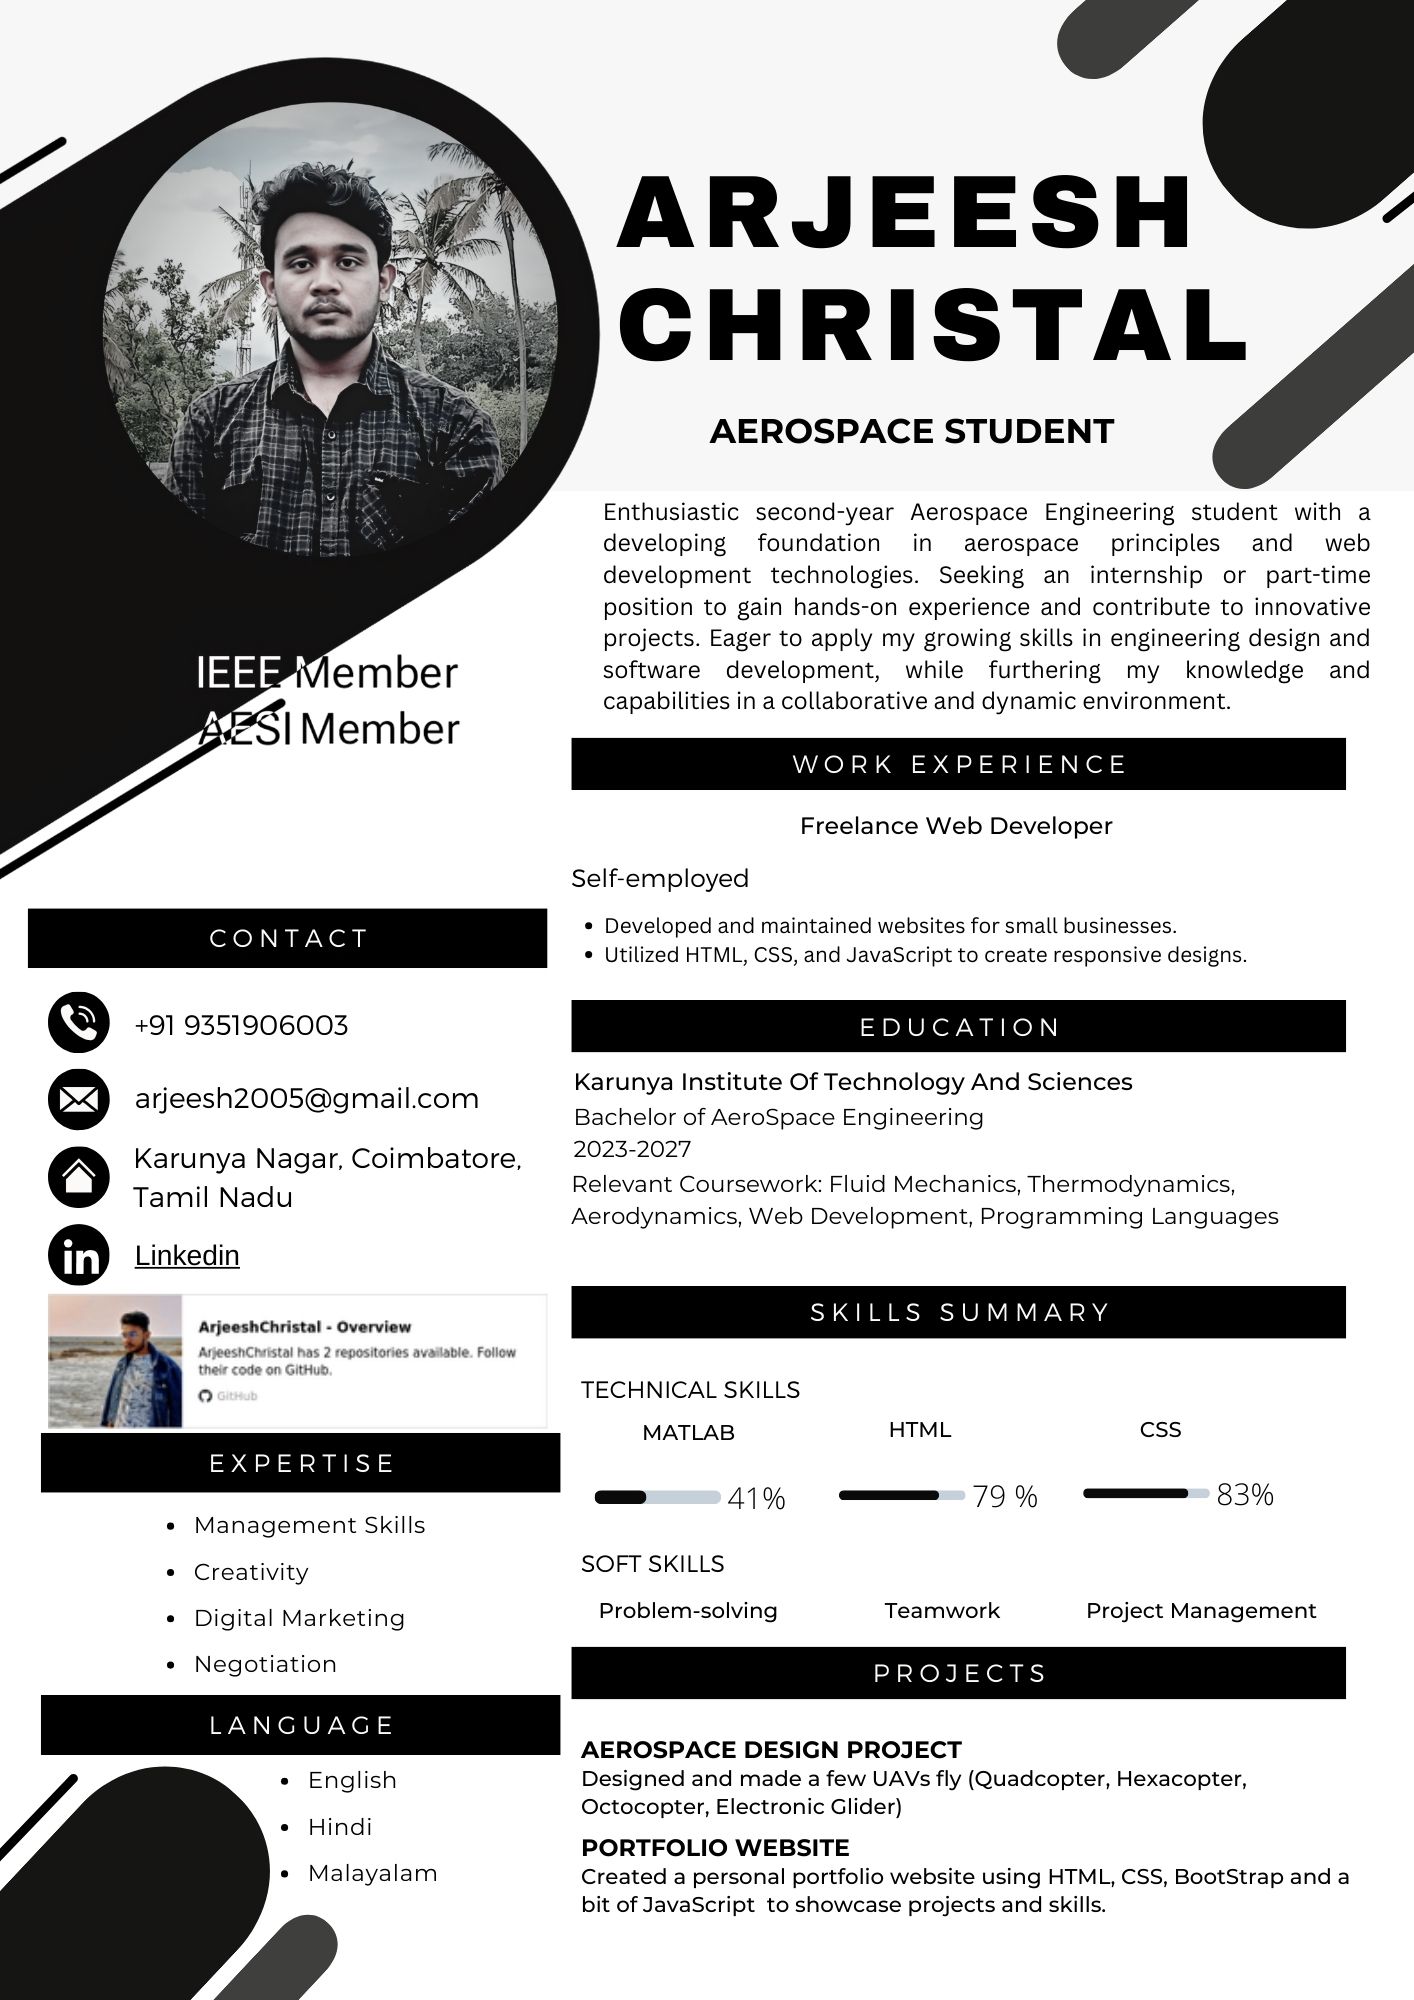 ARJEESH
CHRISTAL
AEROSPACE STUDENT
Enthusiastic second-year Aerospace Engineering student with a
developing foundation in aerospace principles and web
development technologies. Seeking an internship or part-time
position to gain hands-on experience and contribute to innovative
projects. Eager to apply my growing skills in engineering design and
software development, while furthering my knowledge and
capabilities in a collaborative and dynamic environment.
IEEE Member
AESI Member
CONTACT
+91 9351906003
arjeesh2005@gmail.com
Karunya Nagar, Coimbatore,
Tamil Nadu
Linkedin
ArjeeshChristal - Overview
ArjeeshChristal has 2 repositories available. Follow
their code on GitHub.
GitHub
EXPERTISE
• Management Skills
• Creativity
• Digital Marketing
• Negotiation
LANGUAGE
• English
• Hindi
• Malayalam
WORK EXPERIENCE
Freelance Web Developer
Self-employed
• Developed and maintained websites for small businesses.
• Utilized HTML, CSS, and JavaScript to create responsive designs.
EDUCATION
Karunya Institute Of Technology And Sciences
Bachelor of AeroSpace Engineering
2023-2027
Relevant Coursework: Fluid Mechanics, Thermodynamics,
Aerodynamics, Web Development, Programming Languages
SKILLS SUMMARY
TECHNICAL SKILLS
MATLAB HTML CSS
41% 79 % 83%
SOFT SKILLS
Problem-solving Teamwork Project Management
PROJECTS
AEROSPACE DESIGN PROJECT
Designed and made a few UAVs fly (Quadcopter, Hexacopter,
Octocopter, Electronic Glider)
PORTFOLIO WEBSITE
Created a personal portfolio website using HTML, CSS, BootStrap and a
bit of JavaScript to showcase projects and skills.